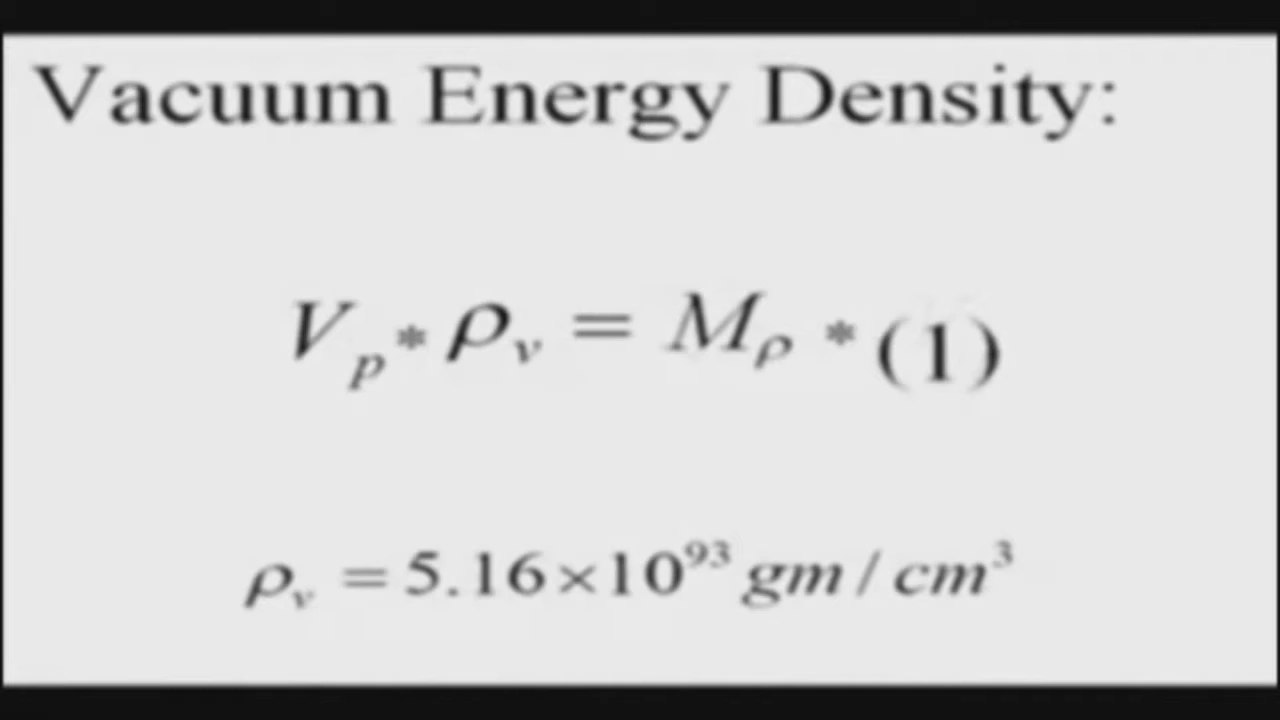 Vacuum Energy Density:
V_p * ρ_v = M_ρ * (1)
ρ_v = 5.16×10^93 gm / cm^3